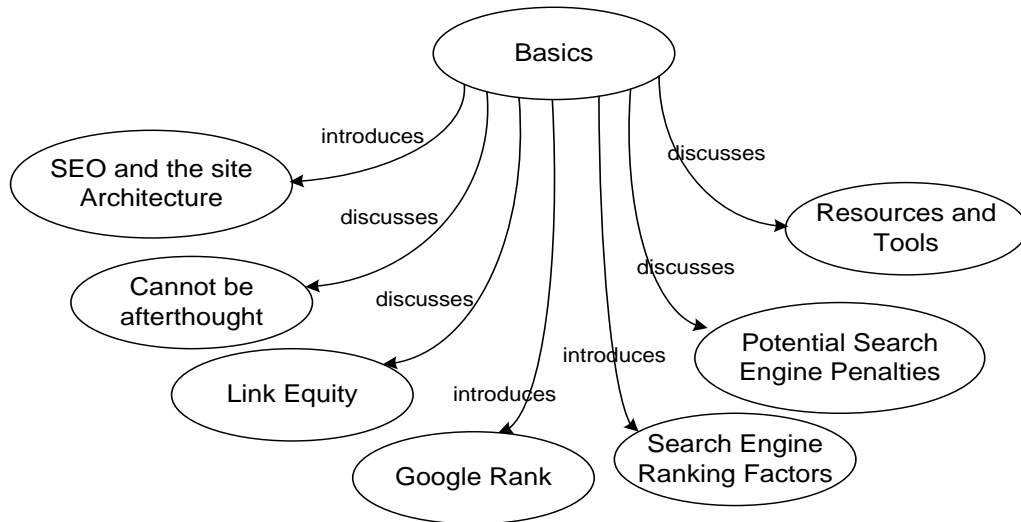 Basics
introduces
SEO and the site
Architecture
discusses
Resources and
Tools
discusses
Cannot be
afterthought
discusses
Potential Search
Engine Penalties
discusses
Link Equity
introduces
Search Engine
Ranking Factors
introduces
Google Rank